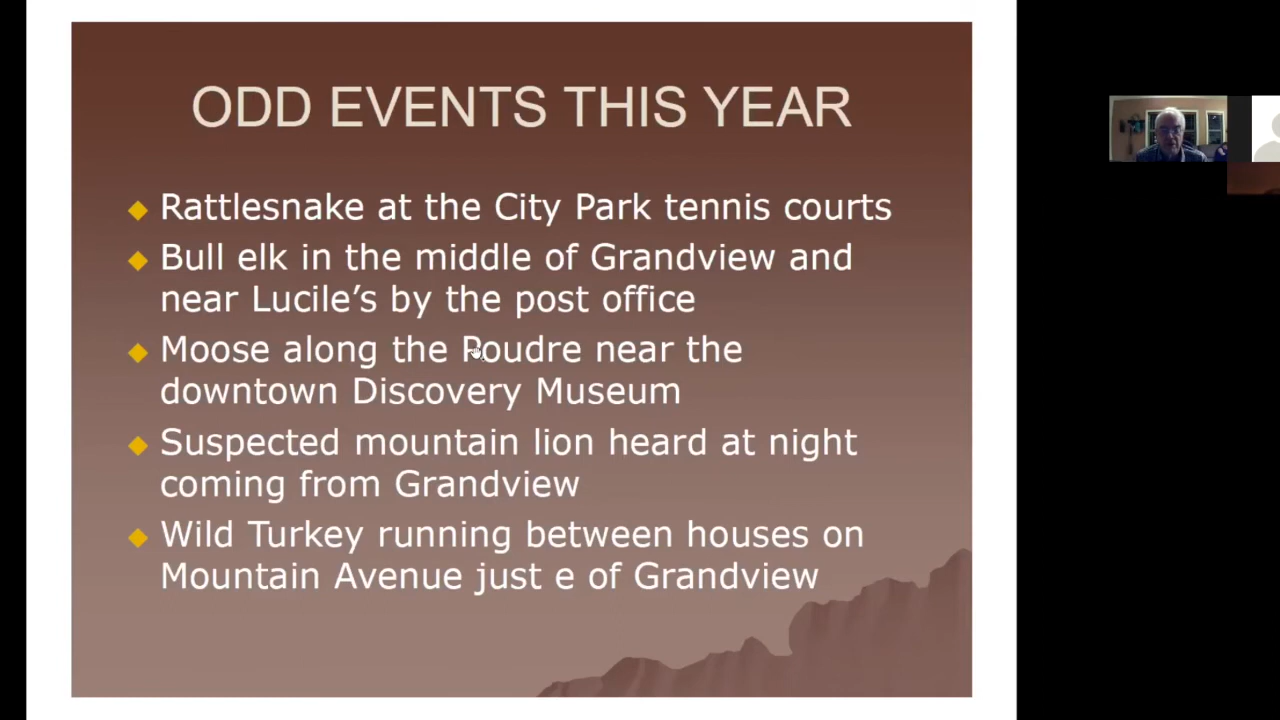 ODD EVENTS THIS YEAR
Rattlesnake at the City Park tennis courts
Bull elk in the middle of Grandview and
near Lucile’s by the post office
Moose along the Poudre near the
downtown Discovery Museum
Suspected mountain lion heard at night
coming from Grandview
Wild Turkey running between houses on
Mountain Avenue just e of Grandview